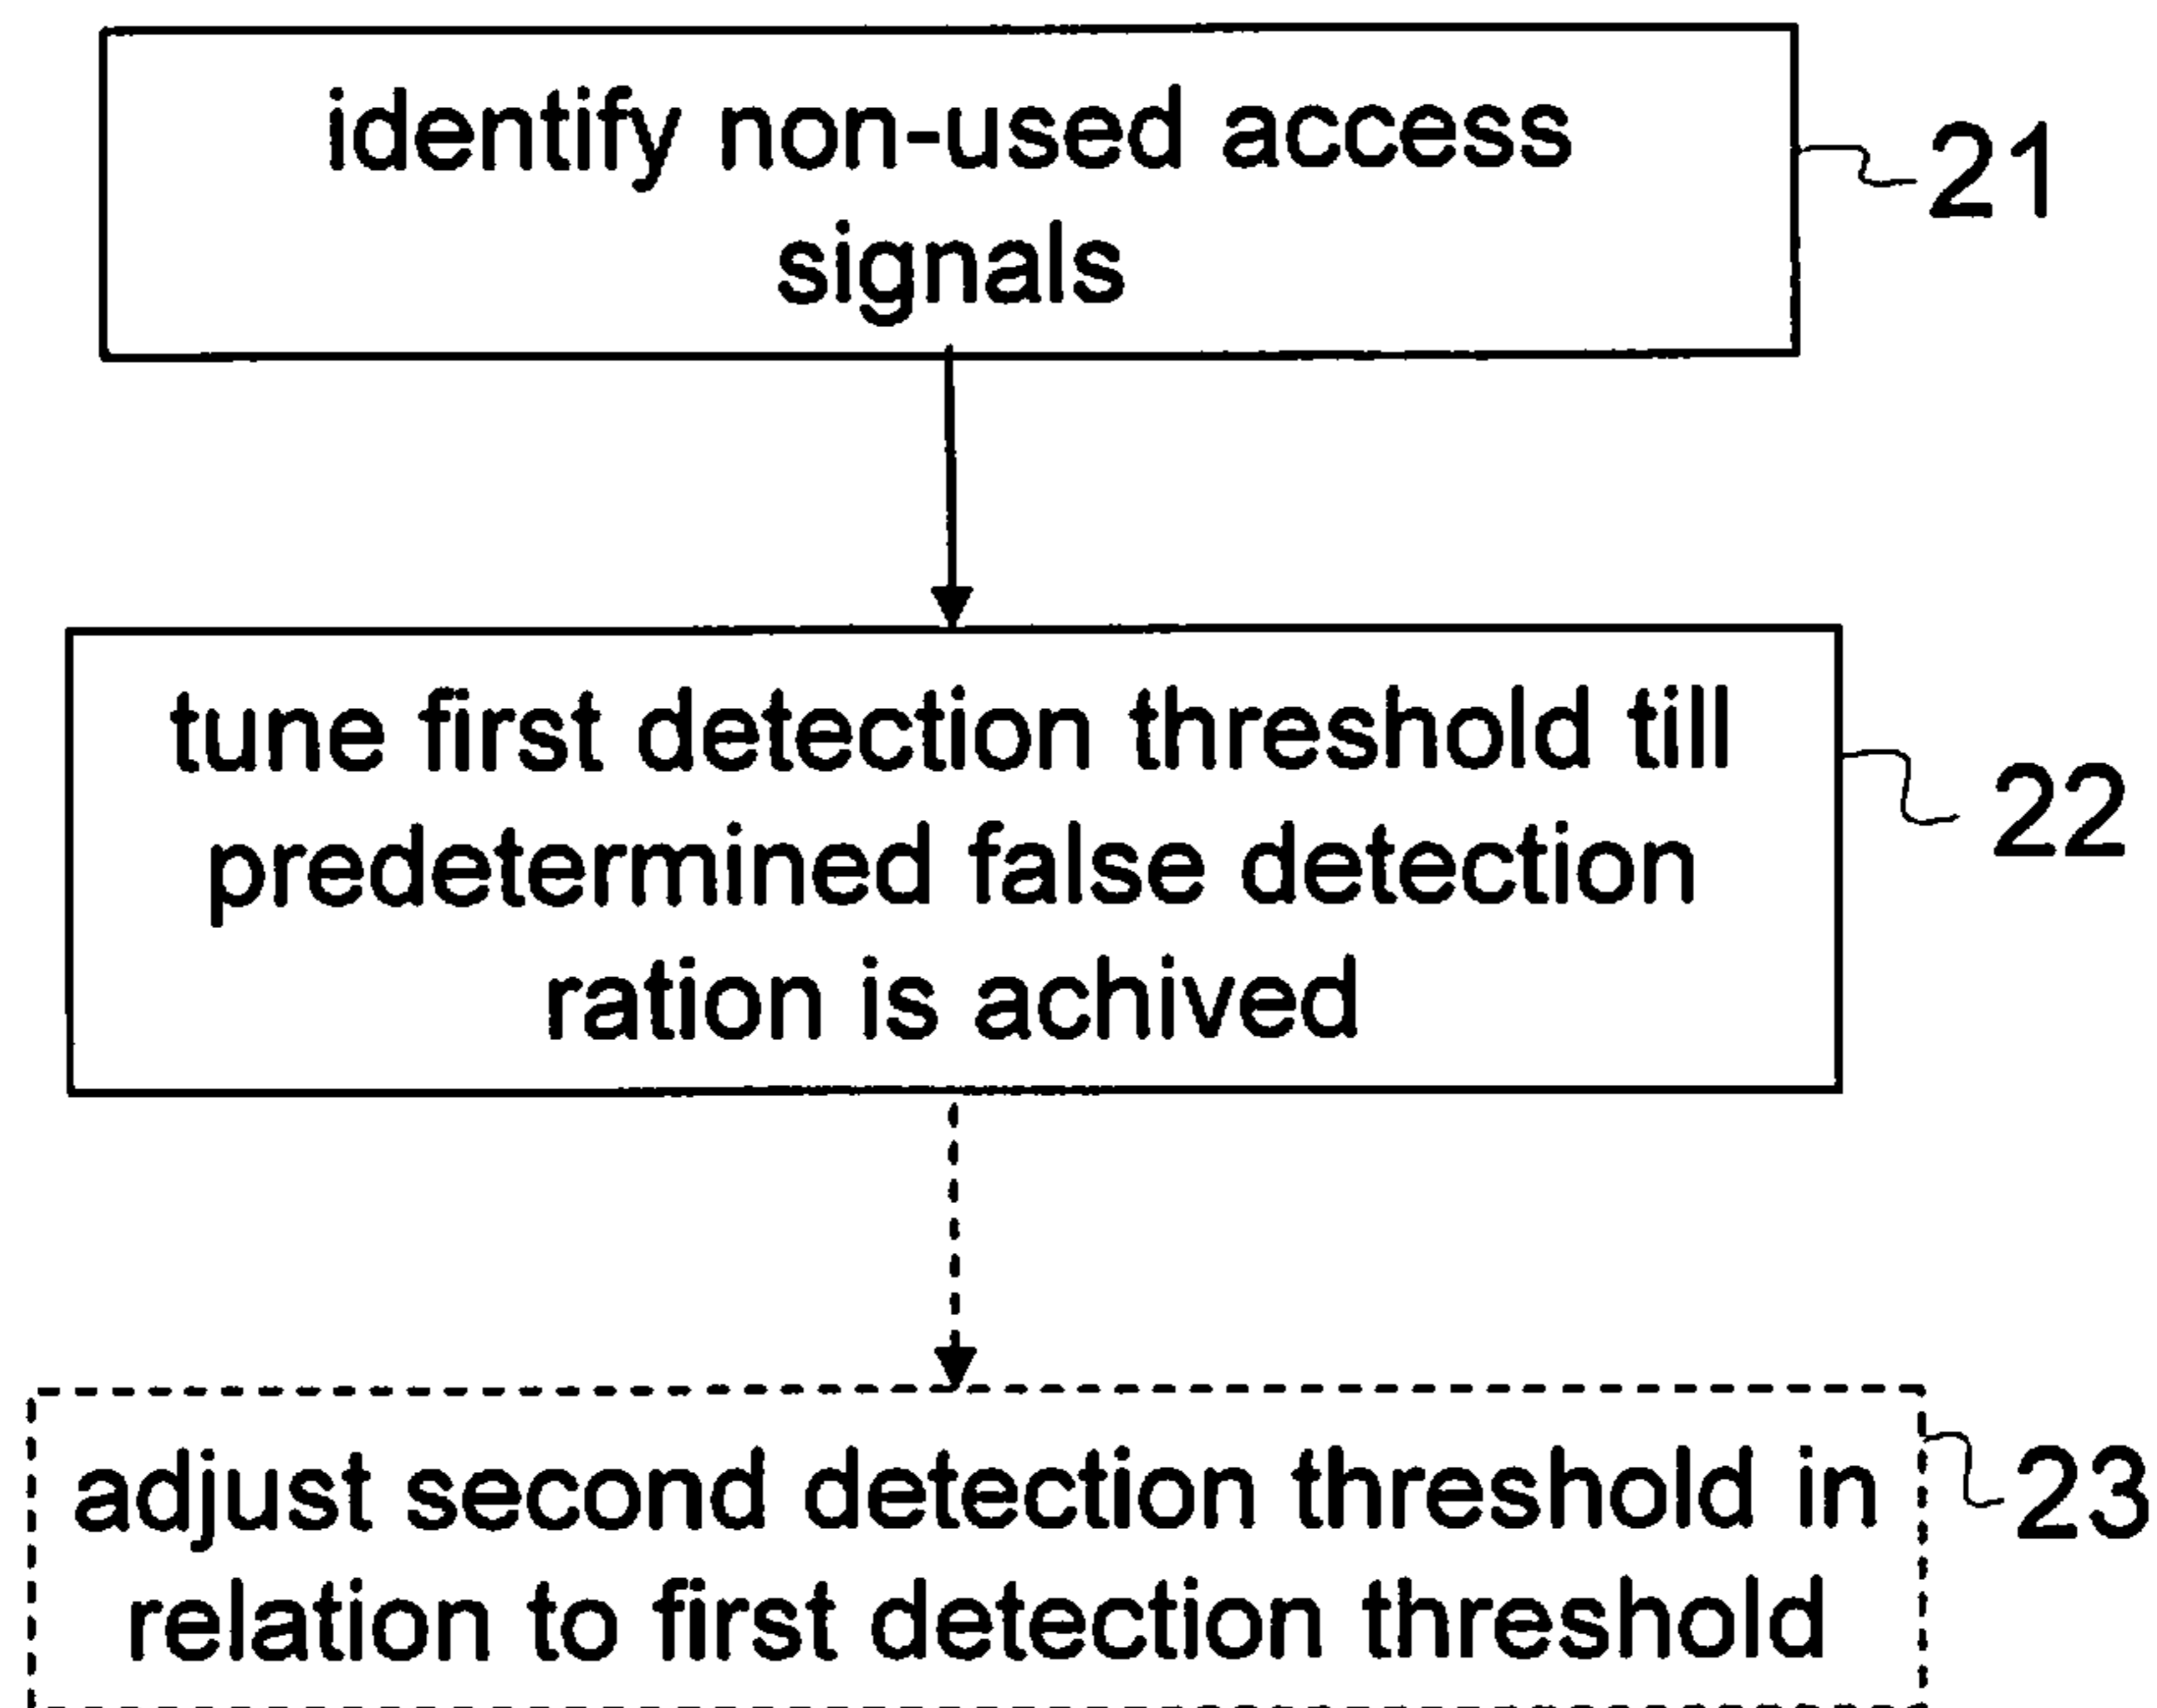 identify non-used access
signals
21
tune first detection threshold till
predetermined false detection
ration is achived
22
adjust second detection threshold in
relation to first detection threshold
23